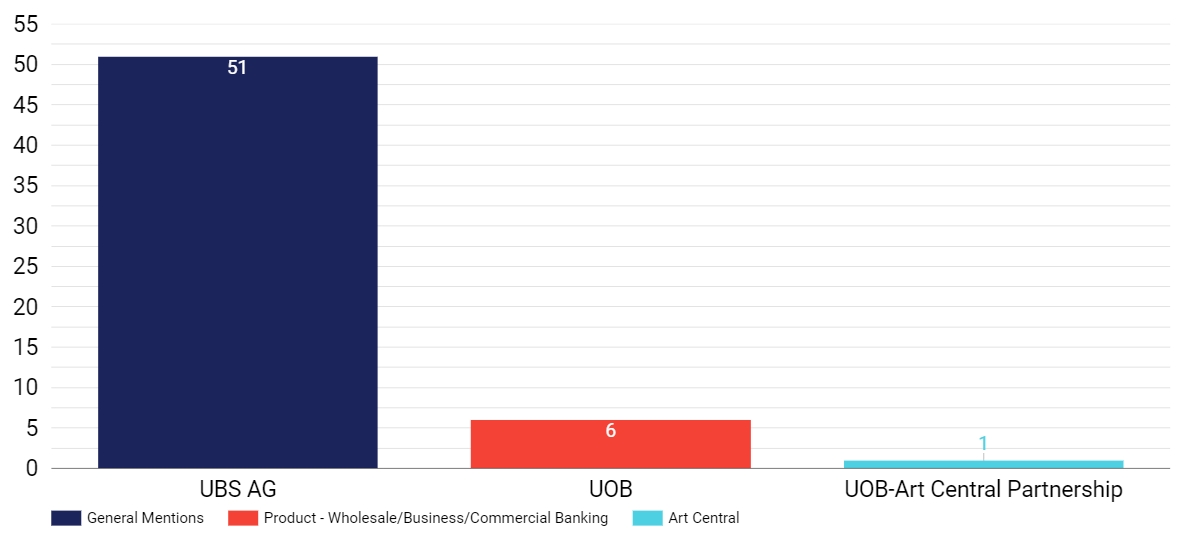 55
50
45
40
35
30
25
20
15
10
5
0
51
6
1
UBS AG
UOB
UOB-Art Central Partnership
General Mentions
Product - Wholesale/Business/Commercial Banking
Art Central